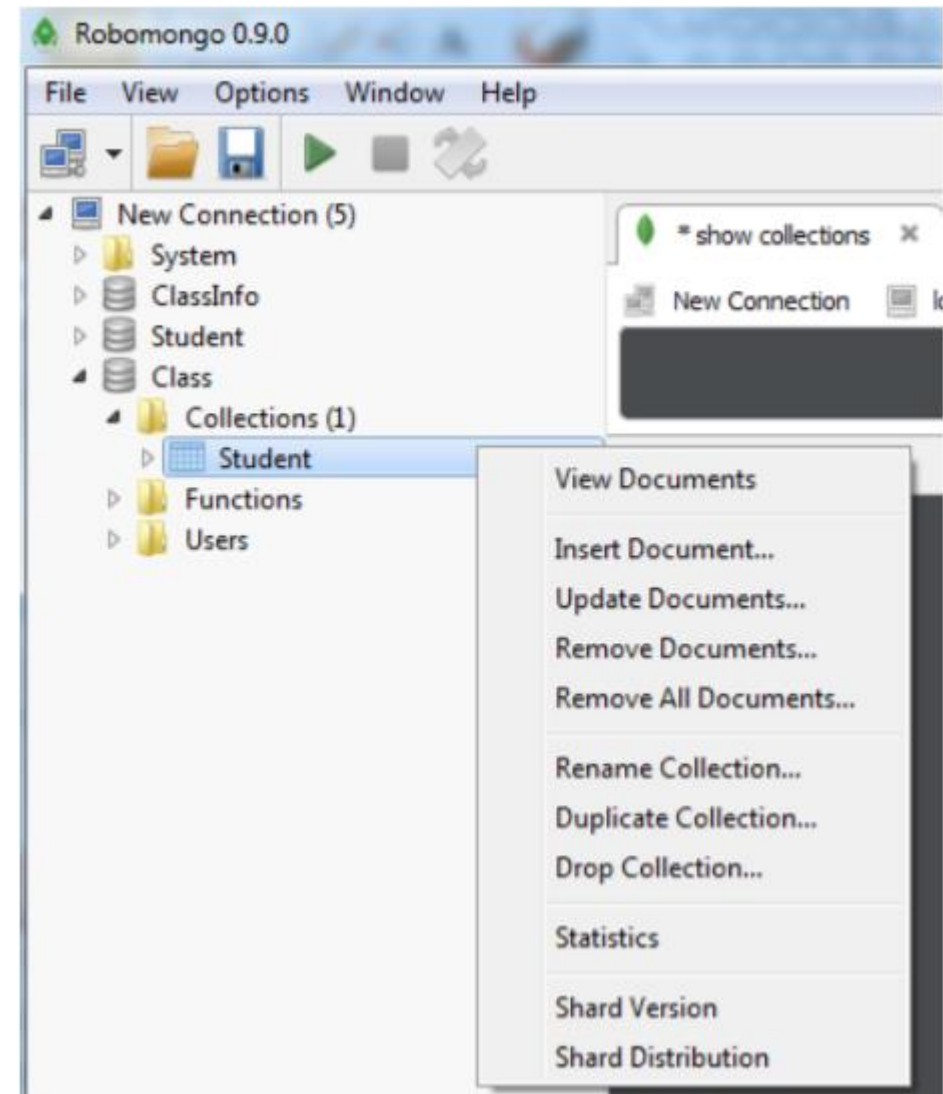 Robomongo 0.9.0
File View Options Window Help
New Connection (5)
System
ClassInfo
Student
Class
Collections (1)
Student
Functions
Users
* show collections
New Connection
View Documents
Insert Document...
Update Documents...
Remove Documents...
Remove All Documents...
Rename Collection...
Duplicate Collection...
Drop Collection...
Statistics
Shard Version
Shard Distribution